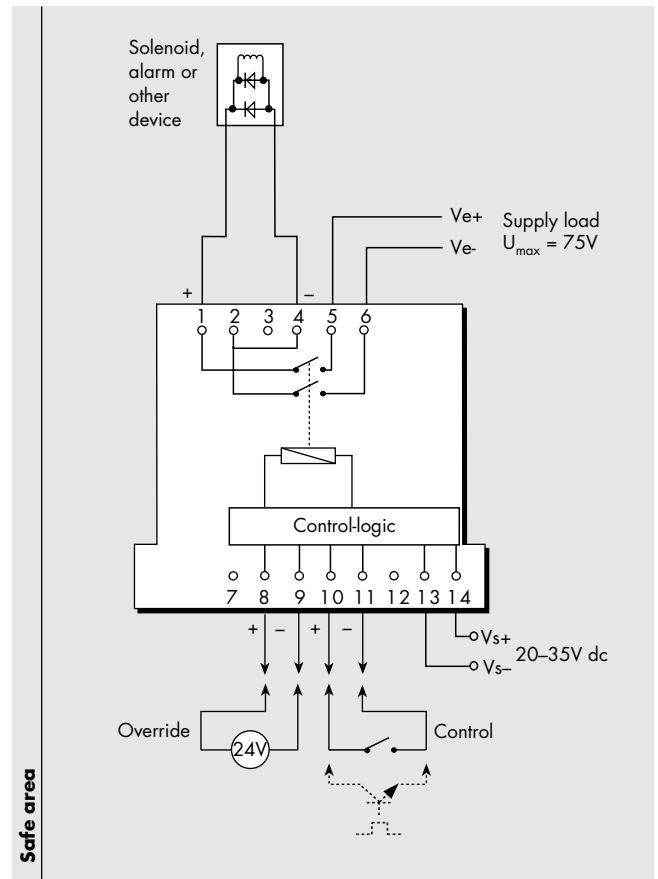 Solenoid,
alarm or
other
device
Ve+
Ve-
Supply load
Umax = 75V
+ –
1 2 3 4 5 6
Control-logic
7 8 9 10 11 12 13 14
+ – + –
Vs+
Vs–
20–35V dc
Override
24V
Control
Safe area